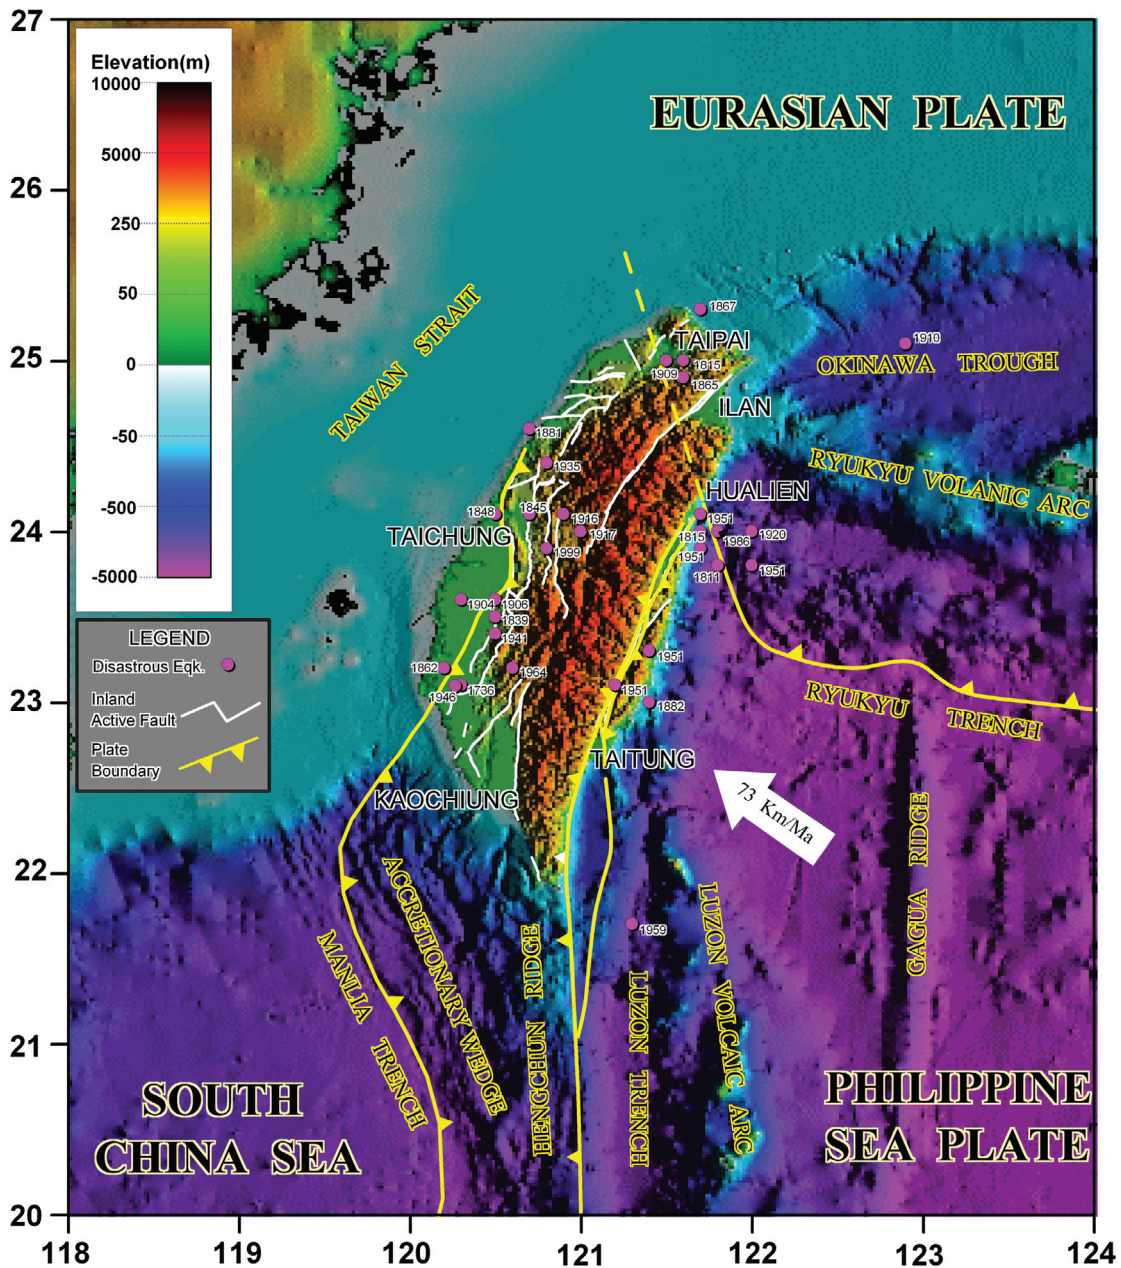 27
26
25
24
23
22
21
20
118
119
120
121
122
123
124
Elevation(m)
10000
5000
250
50
0
-50
-500
-5000
LEGEND
Disastrous Eqk.
Inland
Active Fault
Plate
Boundary
EURASIAN PLATE
TAIWAN STRAIT
1867
TAIPAI
1815
1909
1865
ILAN
1910
OKINAWA TROUGH
RYUKYU VOLANIC ARC
1881
1935
HUALIEN
1848
1845
1916
1917
1951
TAICHUNG
1815
1986
1920
1999
1951
1811
1951
1904
1906
1839
1941
1862
1964
1946
1736
1951
1951
1882
RYUKYU TRENCH
TAITUNG
KAOCHIUNG
73 Km/Ma
GAGUA RIDGE
ACCRETIONARY WEDGE
MANLIA TRENCH
HENGCHUN RIDGE
1959
LUZON TRENCH
LUZON VOLCAIC ARC
SOUTH
CHINA SEA
PHILIPPINE
SEA PLATE